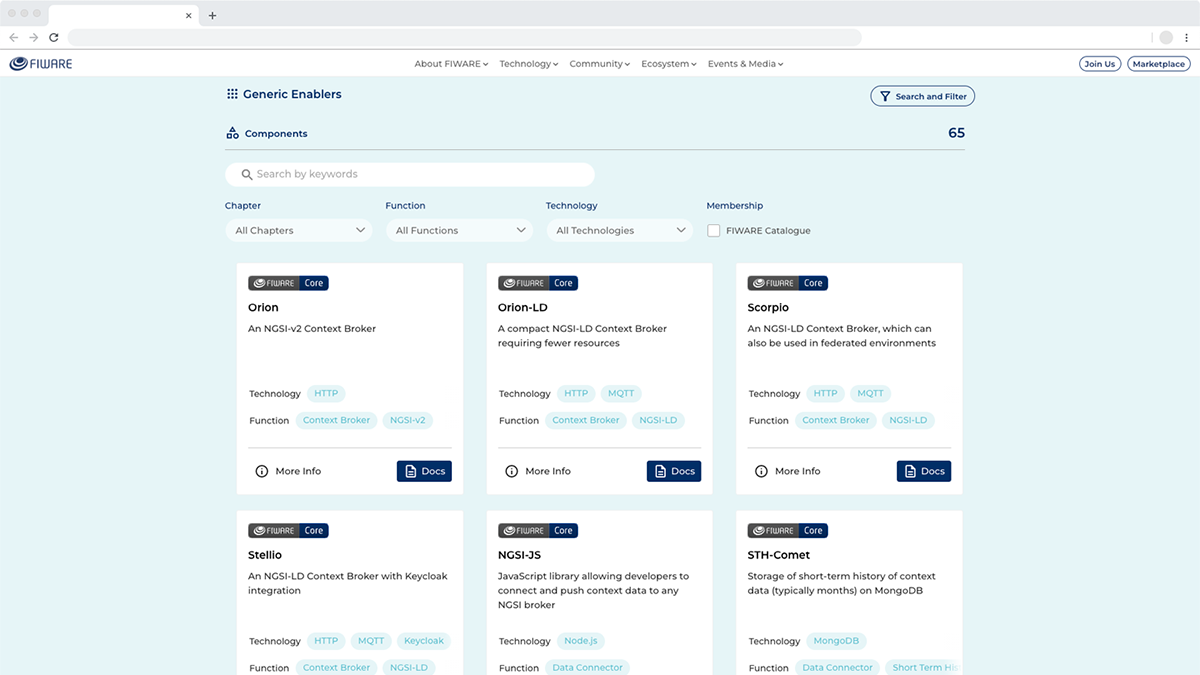 FIWARE
About FIWARE Technology Community Ecosystem Events & Media
Join Us Marketplace
Generic Enablers
Search and Filter
Components
65
Search by keywords
Chapter Function Technology Membership
All Chapters All Functions All Technologies FIWARE Catalogue
FIWARE Core
Orion
An NGSI-v2 Context Broker
Technology HTTP
Function Context Broker NGSI-v2
More Info Docs
FIWARE Core
Orion-LD
A compact NGSI-LD Context Broker
requiring fewer resources
Technology HTTP MQTT
Function Context Broker NGSI-LD
More Info Docs
FIWARE Core
Scorpio
An NGSI-LD Context Broker, which can
also be used in federated environments
Technology HTTP MQTT
Function Context Broker NGSI-LD
More Info Docs
FIWARE Core
Stellio
An NGSI-LD Context Broker with Keycloak
integration
Technology HTTP MQTT Keycloak
Function Context Broker NGSI-LD
FIWARE Core
NGSI-JS
JavaScript library allowing developers to
connect and push context data to any
NGSI broker
Technology Node.js
Function Data Connector
FIWARE Core
STH-Comet
Storage of short-term history of context
data (typically months) on MongoDB
Technology MongoDB
Function Data Connector Short Term His